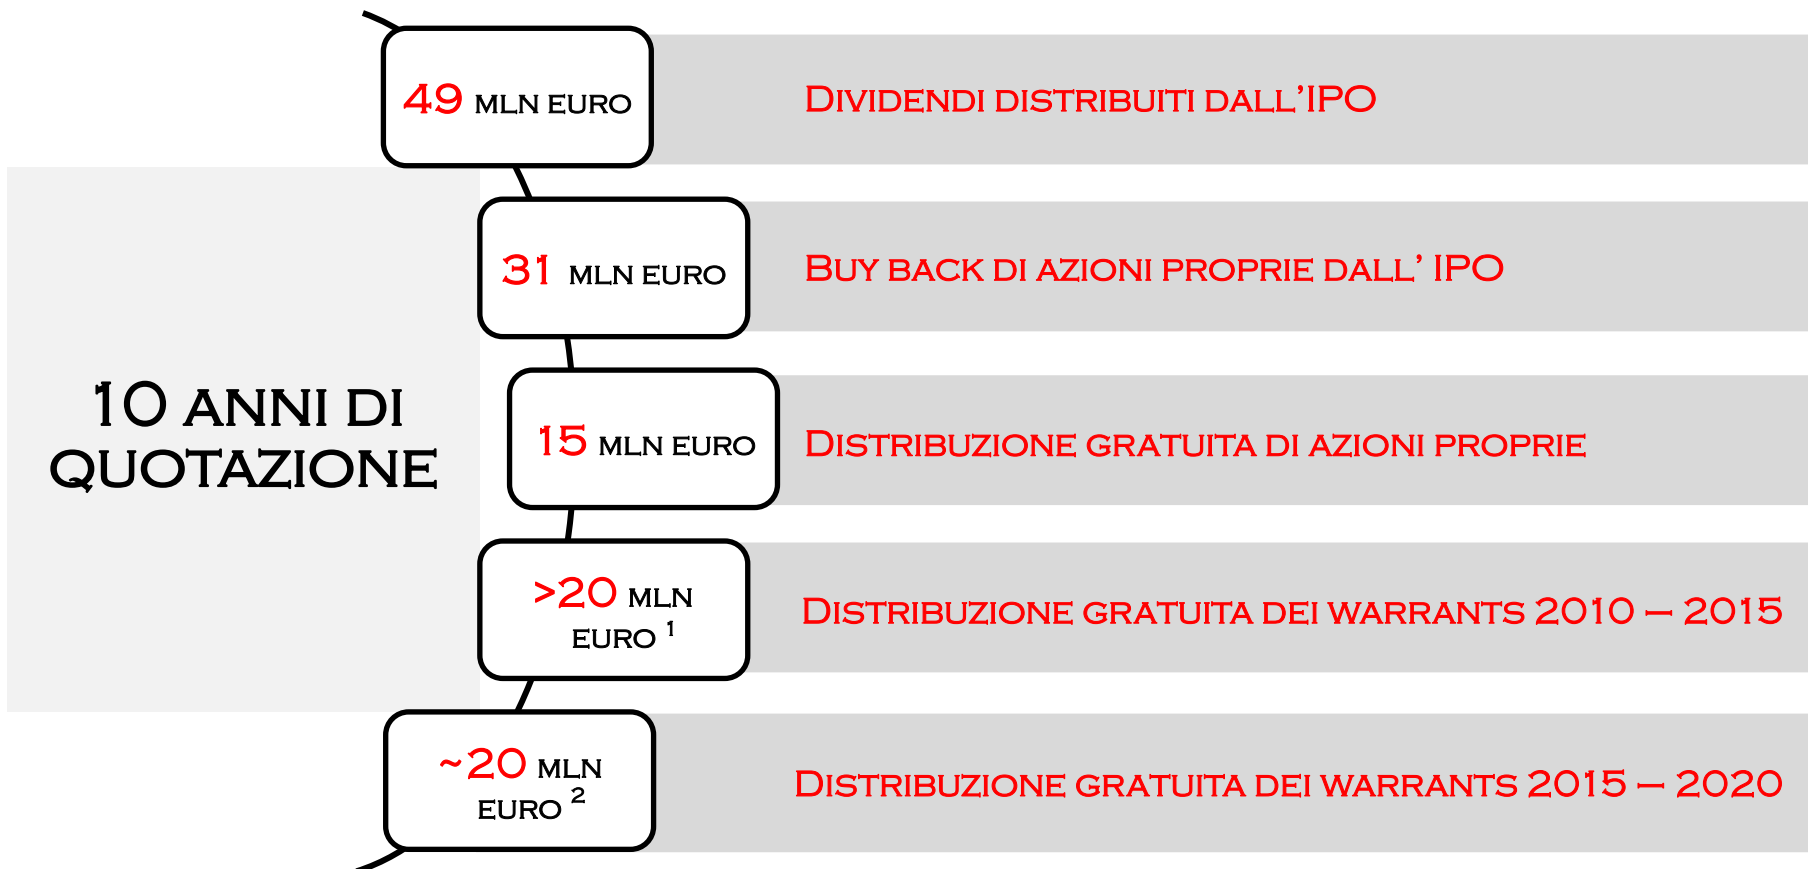 49 MLN EURO
DIVIDENDI DISTRIBUITI DALL'IPO
31 MLN EURO
BUY BACK DI AZIONI PROPRIE DALL' IPO
10 ANNI DI
QUOTAZIONE
15 MLN EURO
DISTRIBUZIONE GRATUITA DI AZIONI PROPRIE
>20 MLN
EURO 1
DISTRIBUZIONE GRATUITA DEI WARRANTS 2010 – 2015
~20 MLN
EURO 2
DISTRIBUZIONE GRATUITA DEI WARRANTS 2015 – 2020